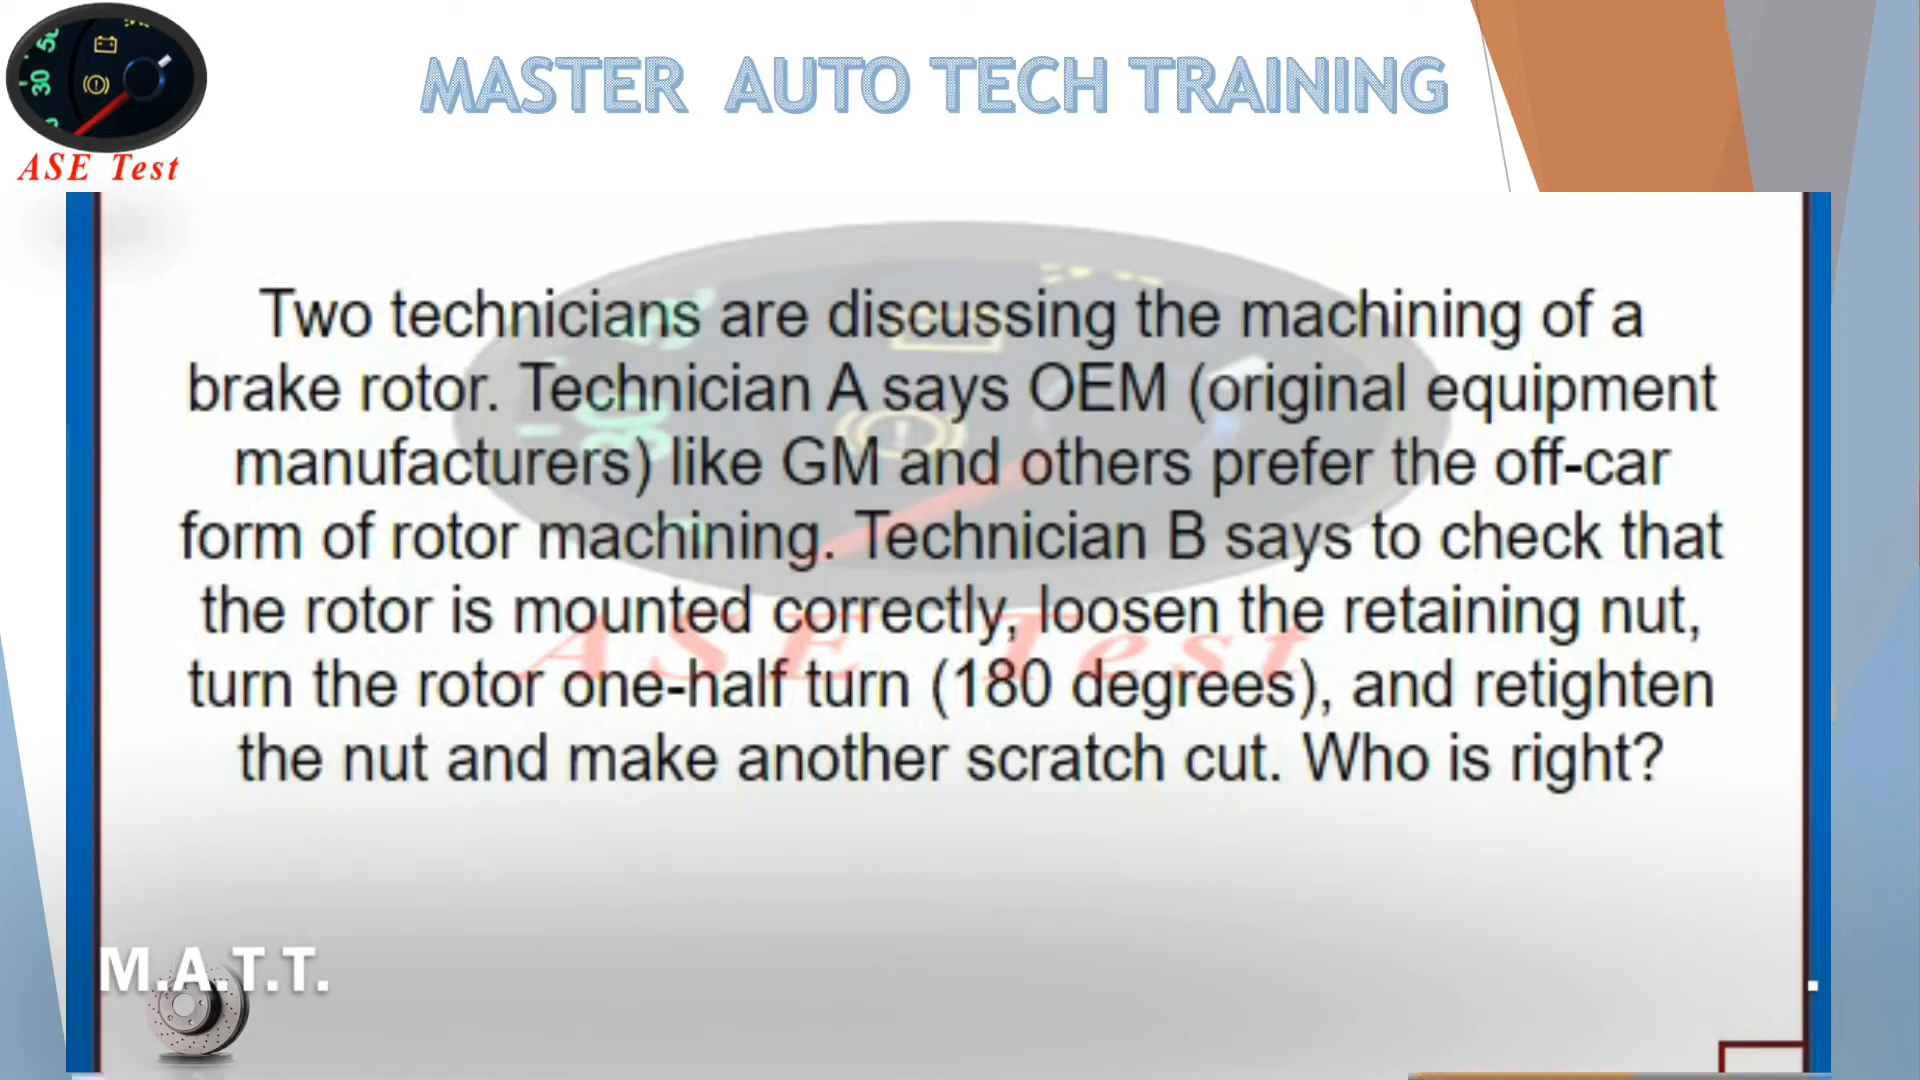 MASTER AUTO TECH TRAINING
ASE Test
Two technicians are discussing the machining of a
brake rotor. Technician A says OEM (original equipment
manufacturers) like GM and others prefer the off-car
form of rotor machining. Technician B says to check that
the rotor is mounted correctly, loosen the retaining nut,
turn the rotor one-half turn (180 degrees), and retighten
the nut and make another scratch cut. Who is right?
ASE Test
M.A.T.T.